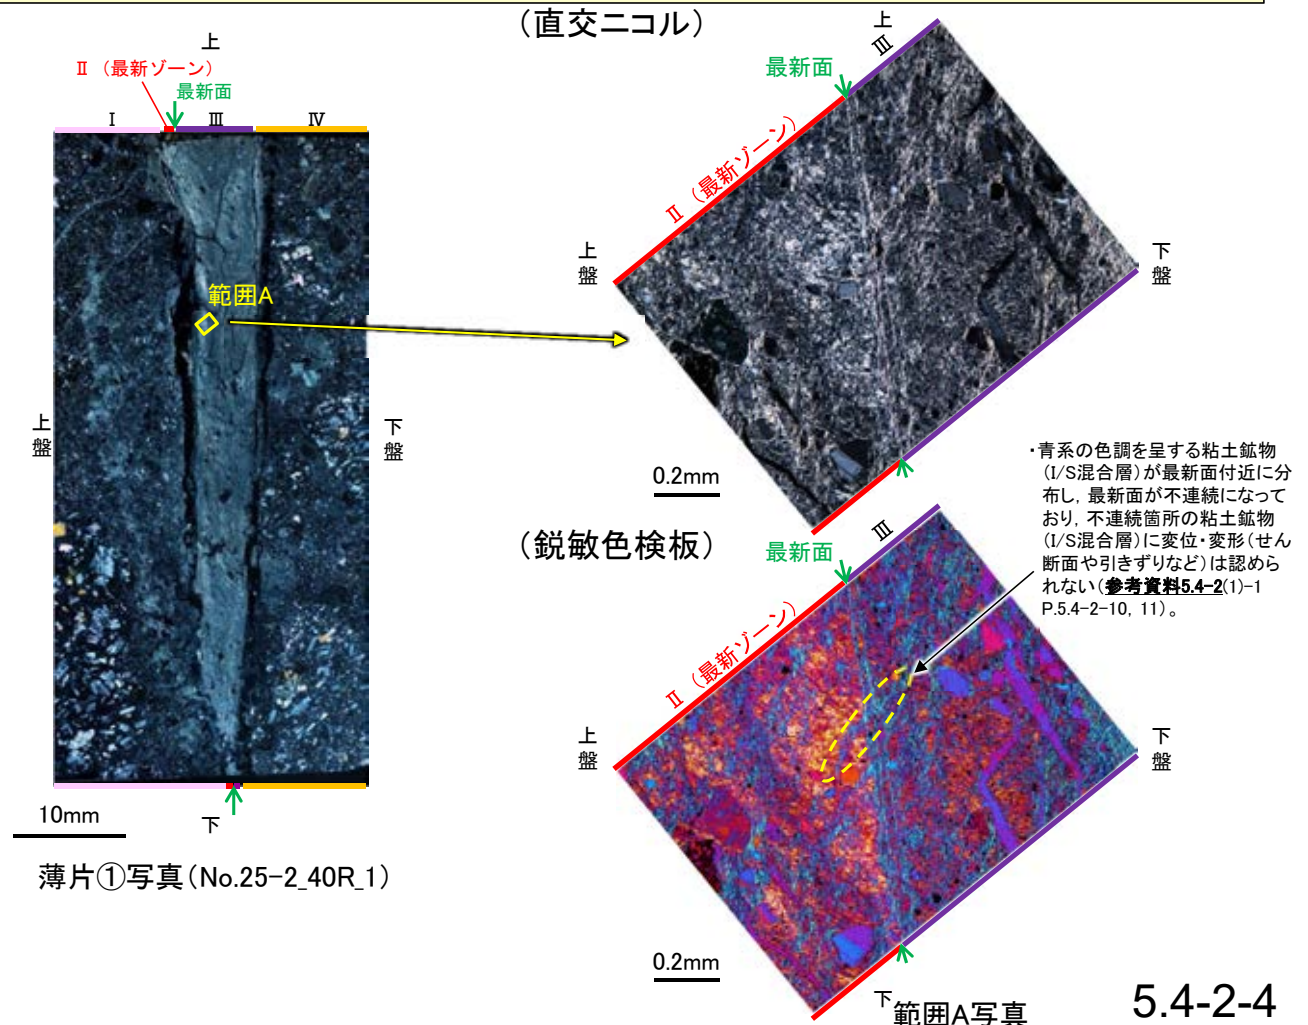 (直交ニコル)
上
Ⅱ (最新ゾーン)
最新面
Ⅰ
Ⅲ
Ⅳ
範囲A
上盤
下盤
10mm
下
薄片①写真(No.25-2_40R_1)
上
Ⅲ
最新面
Ⅱ (最新ゾーン)
上盤
下盤
0.2mm
(鋭敏色検板)
Ⅲ
最新面
Ⅱ (最新ゾーン)
上盤
下盤
0.2mm
下
範囲A写真
・青系の色調を呈する粘土鉱物
(I/S混合層)が最新面付近に分
布し, 最新面が不連続になって
おり, 不連続箇所の粘土鉱物
(I/S混合層)に変位・変形(せん
断面や引きずりなど)は認めら
れない(参考資料5.4-2(1)-1
P.5.4-2-10, 11)。
5.4-2-4